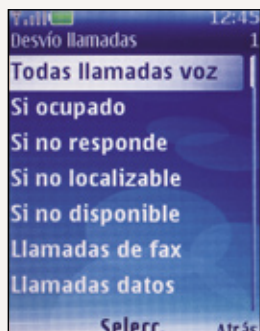 12:45
Desvío llamadas 1
Todas llamadas voz
Si ocupado
Si no responde
Si no localizable
Si no disponible
Llamadas de fax
Llamadas datos
Selecc. Atrás